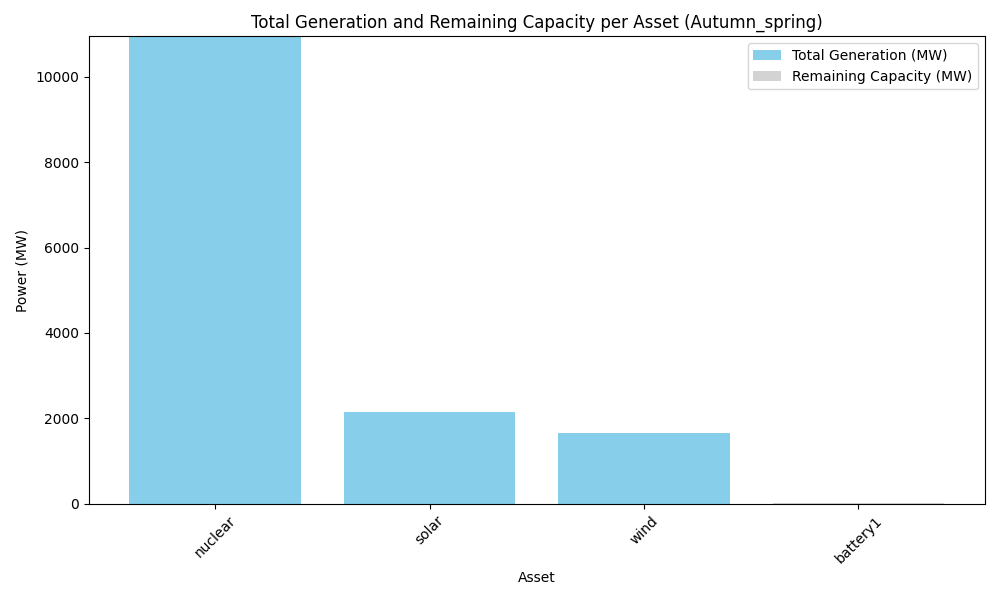 Total Generation and Remaining Capacity per Asset (Autumn_spring)
Total Generation (MW)
Remaining Capacity (MW)
10000
8000
6000
4000
2000
0
Power (MW)
nuclear
solar
wind
battery1
Asset